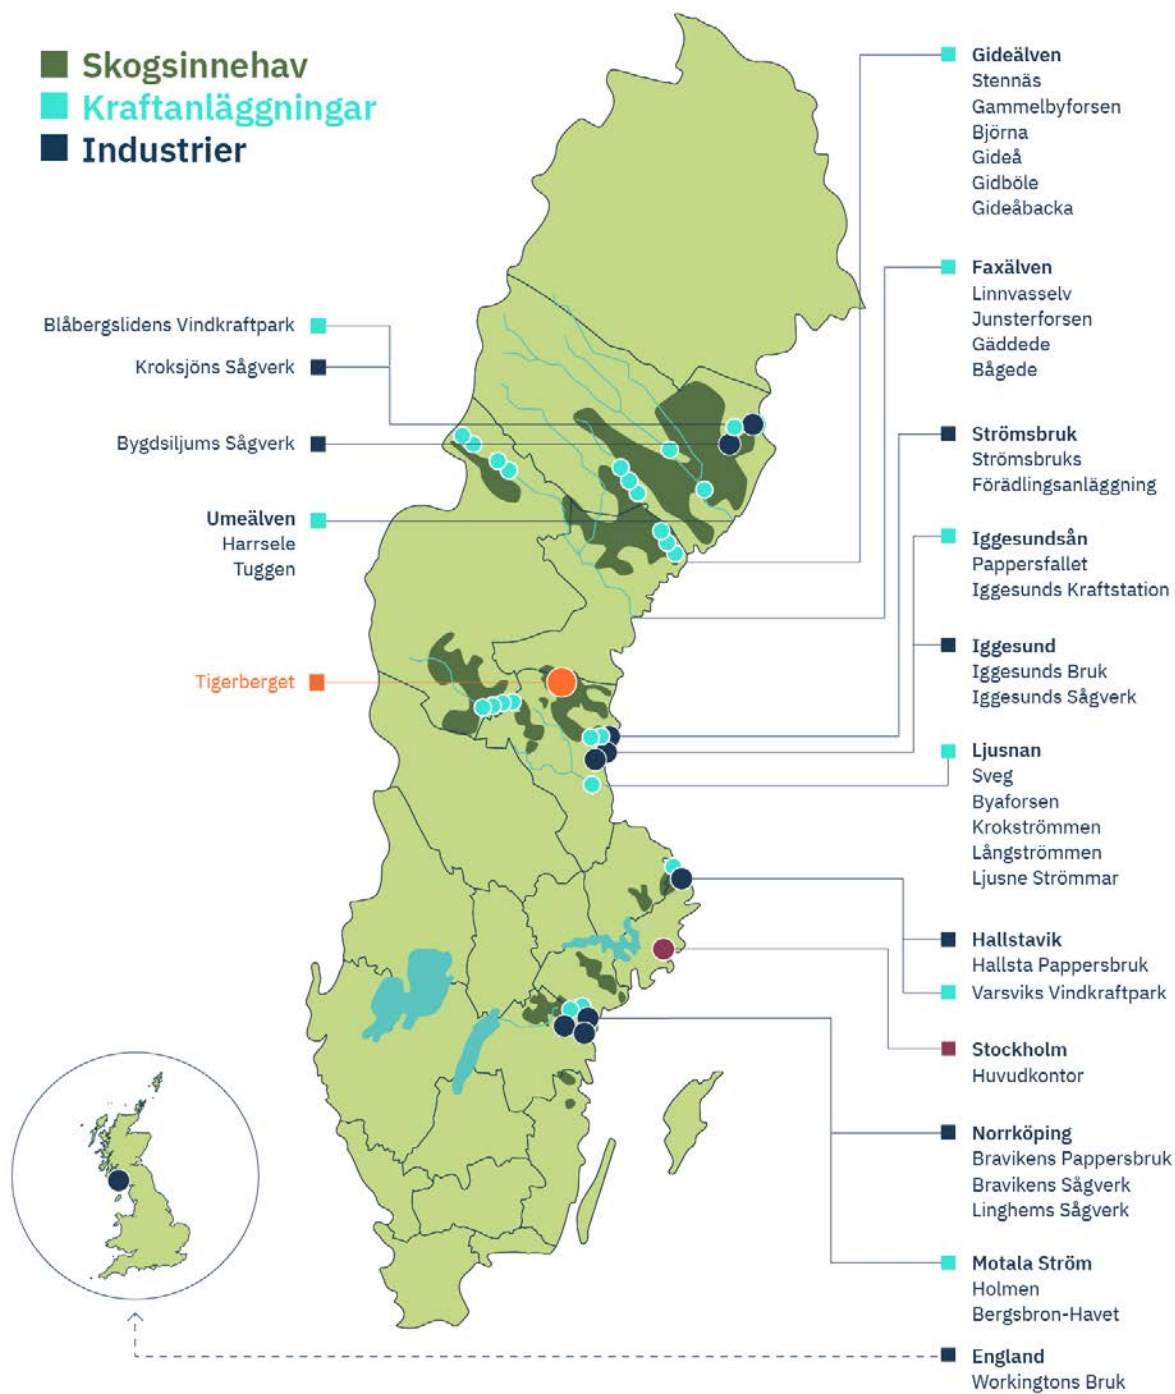 Skogsinnehav
Kraftanläggningar
Industrier
Blåbergslidens Vindkraftpark
Kroksjöns Sågverk
Bygdsiljums Sågverk
Umeälven
Harrsele
Tuggen
Tigerberget
Gideälven
Stennäs
Gammelbyforsen
Björna
Gideå
Gidböle
Gideåbacka
Faxälven
Linnvasselv
Junsterforsen
Gäddede
Bågede
Strömsbruk
Strömsbruks
Förädlingsanläggning
Iggesundsån
Pappersfallet
Iggesunds Kraftstation
Iggesund
Iggesunds Bruk
Iggesunds Sågverk
Ljusnan
Sveg
Byaforsen
Krokströmmen
Långströmmen
Ljusne Strömmar
Hallstavik
Hallsta Pappersbruk
Varsviks Vindkraftpark
Stockholm
Huvudkontor
Norrköping
Bravikens Pappersbruk
Bravikens Sågverk
Linghems Sågverk
Motala Ström
Holmen
Bergsbron-Havet
England
Workingtons Bruk